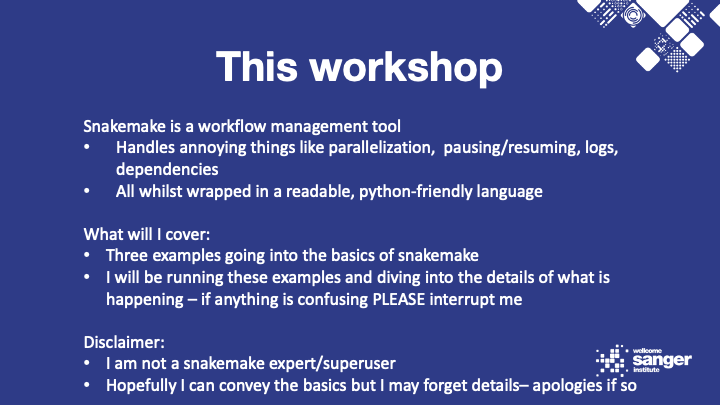 This workshop
Snakemake is a workflow management tool
• Handles annoying things like parallelization,  pausing/resuming, logs,
dependencies
• All whilst wrapped in a readable, python-friendly language
What will I cover:
• Three examples going into the basics of snakemake
• I will be running these examples and diving into the details of what is
happening – if anything is confusing PLEASE interrupt me
Disclaimer:
• I am not a snakemake expert/superuser
• Hopefully I can convey the basics but I may forget details– apologies if so
wellcome
sanger
institute